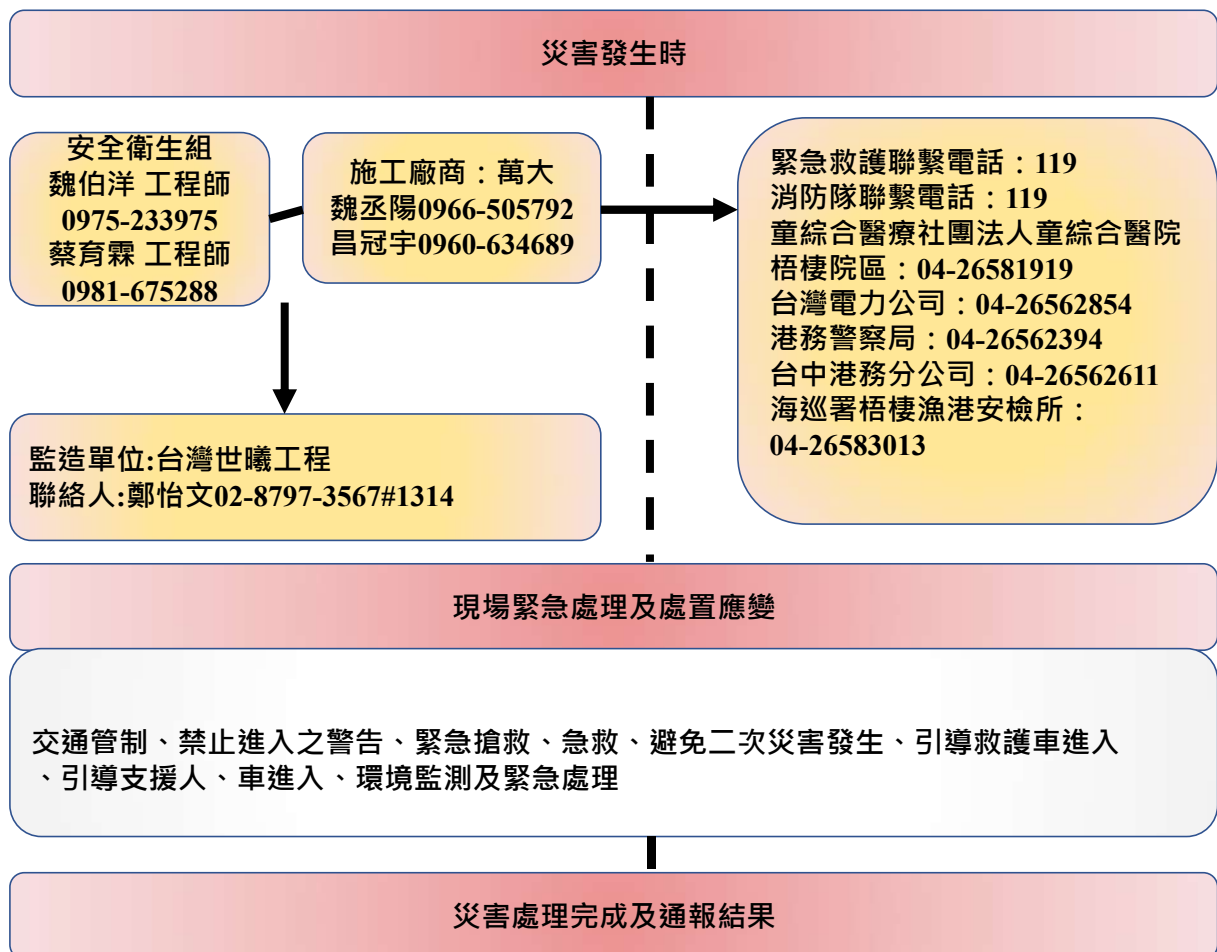 災害發生時
安全衛生組
魏伯洋 工程師
0975-233975
蔡育霖 工程師
0981-675288
施工廠商：萬大
魏丞陽0966-505792
昌冠宇0960-634689
緊急救護聯繫電話：119
消防隊聯繫電話：119
童綜合醫療社團法人童綜合醫院
梧棲院區：04-26581919
台灣電力公司：04-26562854
港務警察局：04-26562394
台中港務分公司：04-26562611
海巡署梧棲漁港安檢所：
04-26583013
監造單位:台灣世曦工程
聯絡人:鄭怡文02-8797-3567#1314
現場緊急處理及處置應變
交通管制、禁止進入之警告、緊急搶救、急救、避免二次災害發生、引導救護車進入
、引導支援人、車進入、環境監測及緊急處理
災害處理完成及通報結果